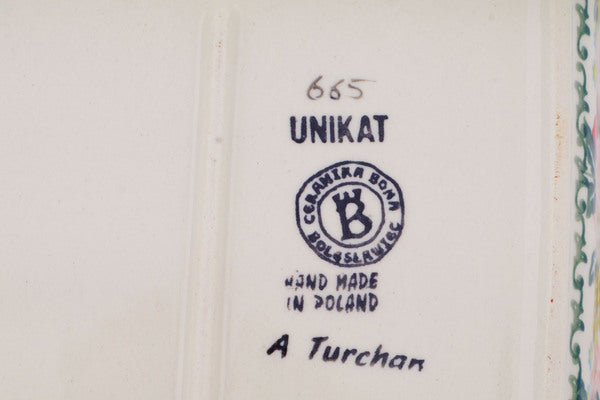 665
UNIKAT
CERAMIKA BONA
B
BOLESŁAWIEC
HAND MADE
IN POLAND
A Turchan